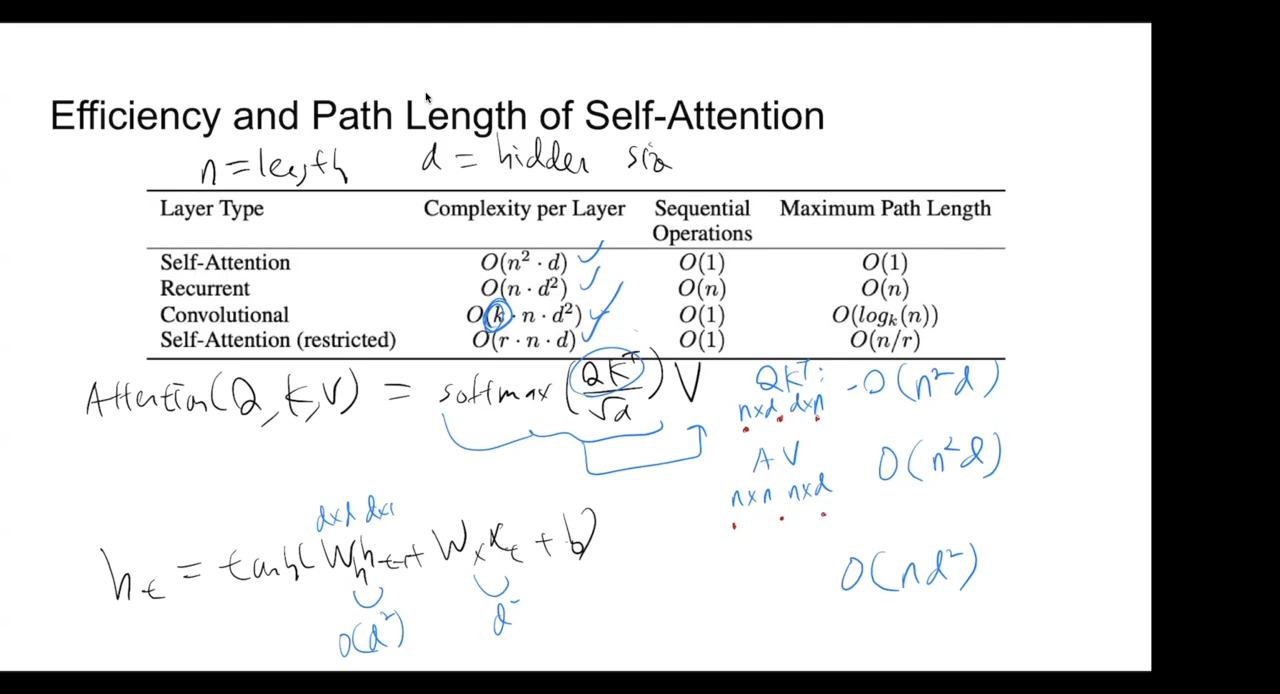 Efficiency and Path Length of Self-Attention
n = length d = hidden size
Layer Type Complexity per Layer Sequential Operations Maximum Path Length
Self-Attention O(n² · d) O(1) O(1)
Recurrent O(n · d²) O(n) O(n)
Convolutional O(k · n · d²) O(1) O(logₖ(n))
Self-Attention (restricted) O(r · n · d) O(1) O(n/r)
Attention(Q, K, V) = softmax (QKᵀ/√d) V
QKᵀ: - O(n²d)
n×d d×n
A V O(n²d)
n×n n×d
d×d d×1
hₜ = tanh(Wₕhₜ₋₁ + Wₓxₜ + b)
O(d²) d²
O(nd²)